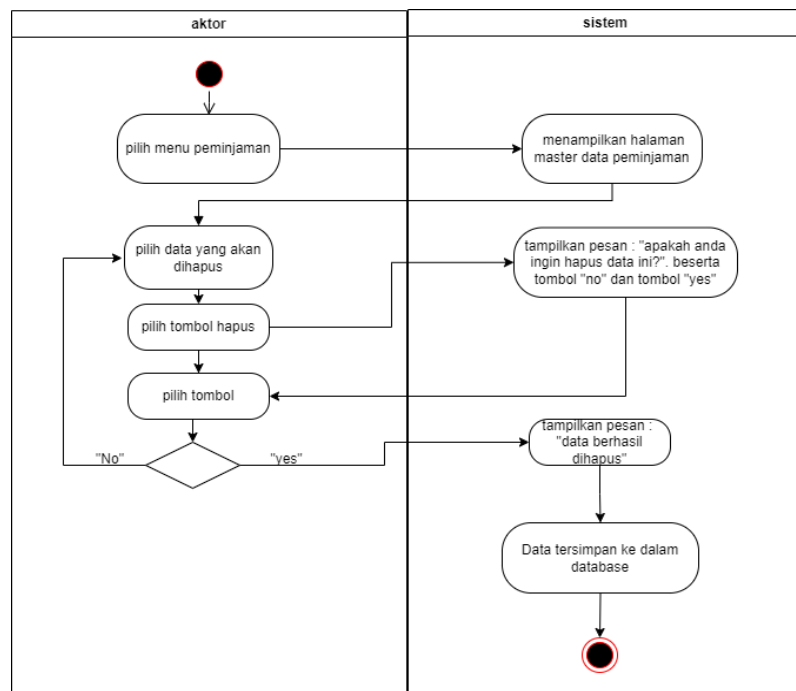 aktor
sistem
pilih menu peminjaman
menampilkan halaman
master data peminjaman
pilih data yang akan
dihapus
tampilkan pesan : "apakah anda
ingin hapus data ini?". beserta
tombol "no" dan tombol "yes"
pilih tombol hapus
pilih tombol
"No"
"yes"
tampilkan pesan :
"data berhasil
dihapus"
Data tersimpan ke dalam
database